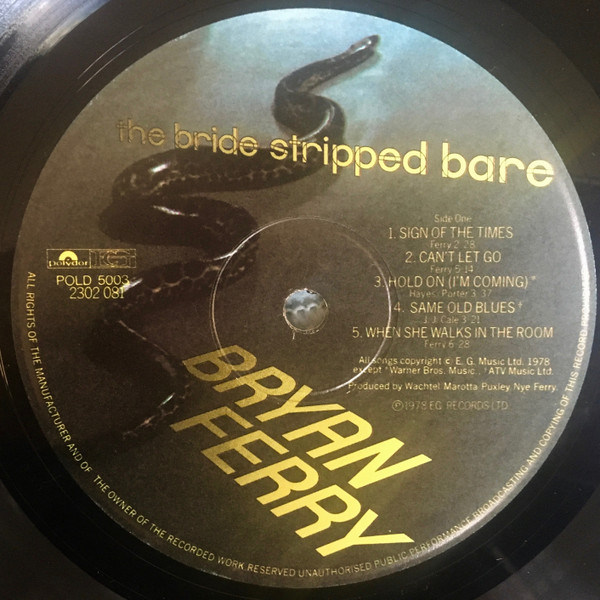 the bride stripped bare
Side One
1. SIGN OF THE TIMES
Ferry 2:28
2. CAN'T LET GO
Ferry 5:14
3. HOLD ON (I'M COMING)*
Hayes, Porter 3:37
4. SAME OLD BLUES†
J. J. Cale 3:21
5. WHEN SHE WALKS IN THE ROOM
Ferry 6:28
All songs copyright © E. G. Music Ltd. 1978
except *Warner Bros. Music., †ATV Music Ltd.
Produced by Wachtel Marotta Puxley, Nye Ferry.
℗1978 E.G. RECORDS LTD
polydor
POLD 5003
2302 081
BRYAN
FERRY
ALL RIGHTS OF THE MANUFACTURER AND OF THE OWNER OF THE RECORDED WORK RESERVED UNAUTHORISED PUBLIC PERFORMANCE BROADCASTING AND COPYING OF THIS RECORD